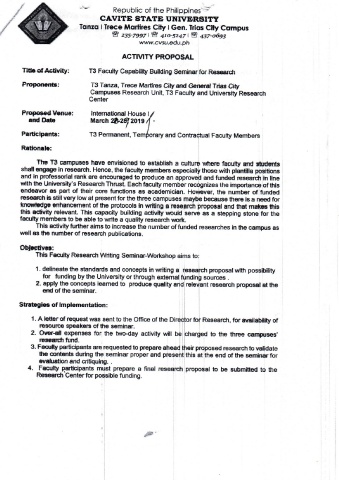 Republic of the Philippines
CAVITE STATE UNIVERSITY
Tanza | Trece Martires City | Gen. Trias City Campus
☏ 235-7997 | ☏ 410-5247 | ☏ 437-0693
www.cvsu.edu.ph
ACTIVITY PROPOSAL
Title of Activity: T3 Faculty Capability Building Seminar for Research
Proponents: T3 Tanza, Trece Martires City and General Trias City
Campuses Research Unit, T3 Faculty and University Research
Center
Proposed Venue: International House I
and Date March 28/2019
Participants: T3 Permanent, Temporary and Contractual Faculty Members
Rationale:
The T3 campuses have envisioned to establish a culture where faculty and students
shall engage in research. Hence, the faculty members especially those with plantilla positions
and in professorial rank are encouraged to produce an approved and funded research in line
with the University's Research Thrust. Each faculty member recognizes the importance of this
endeavor as part of their core functions as academician. However, the number of funded
research is still very low at present for the three campuses maybe because there is a need for
knowledge enhancement of the protocols in writing a research proposal and that makes this
this activity relevant. This capacity building activity would serve as a stepping stone for the
faculty members to be able to write a quality research work.
This activity further aims to increase the number of funded researches in the campus as
well as the number of research publications.
Objectives:
This Faculty Research Writing Seminar-Workshop aims to:
1. delineate the standards and concepts in writing a research proposal with possibility
for funding by the University or through external funding sources .
2. apply the concepts learned to produce quality and relevant research proposal at the
end of the seminar.
Strategies of Implementation:
1. A letter of request was sent to the Office of the Director for Research, for availability of
resource speakers of the seminar.
2. Over-all expenses for the two-day activity will be charged to the three campuses'
research fund.
3. Faculty participants are requested to prepare ahead their proposed research to validate
the contents during the seminar proper and present this at the end of the seminar for
evaluation and critiquing. .
4. Faculty participants must prepare a final research proposal to be submitted to the
Research Center for possible funding.